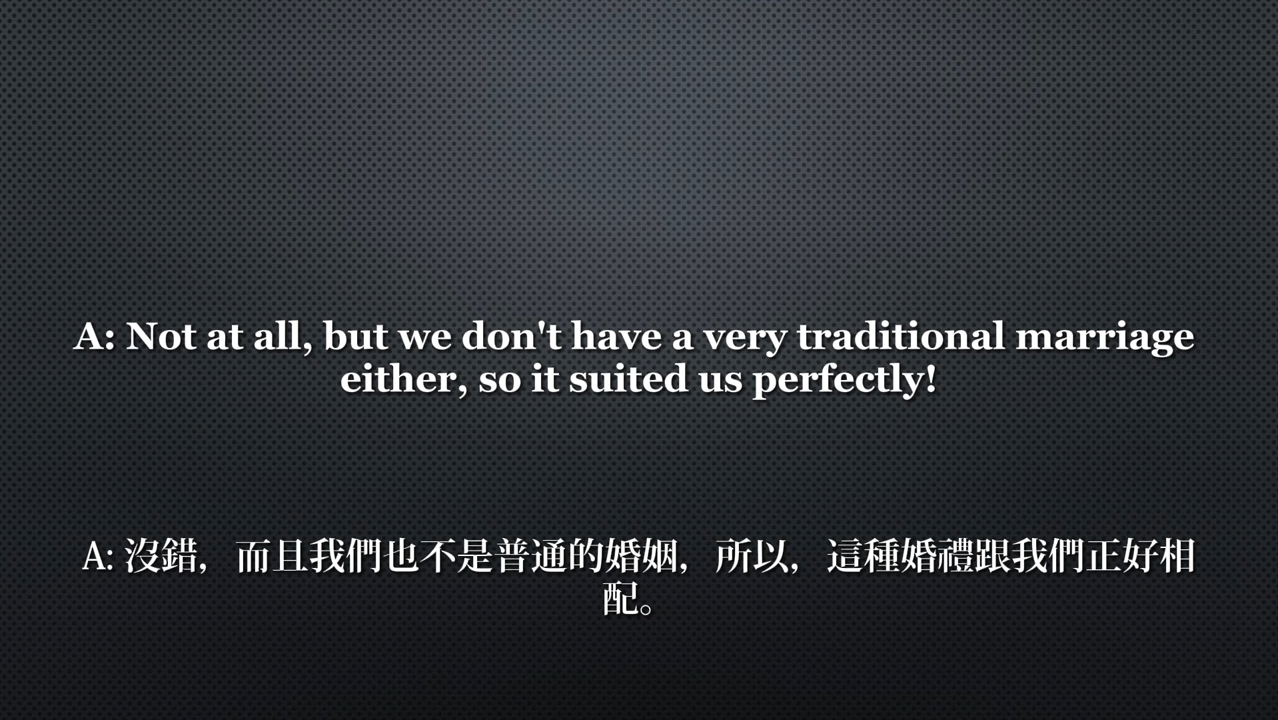 A: Not at all, but we don't have a very traditional marriage
either, so it suited us perfectly!
A: 沒錯，而且我們也不是普通的婚姻，所以，這種婚禮跟我們正好相
配。